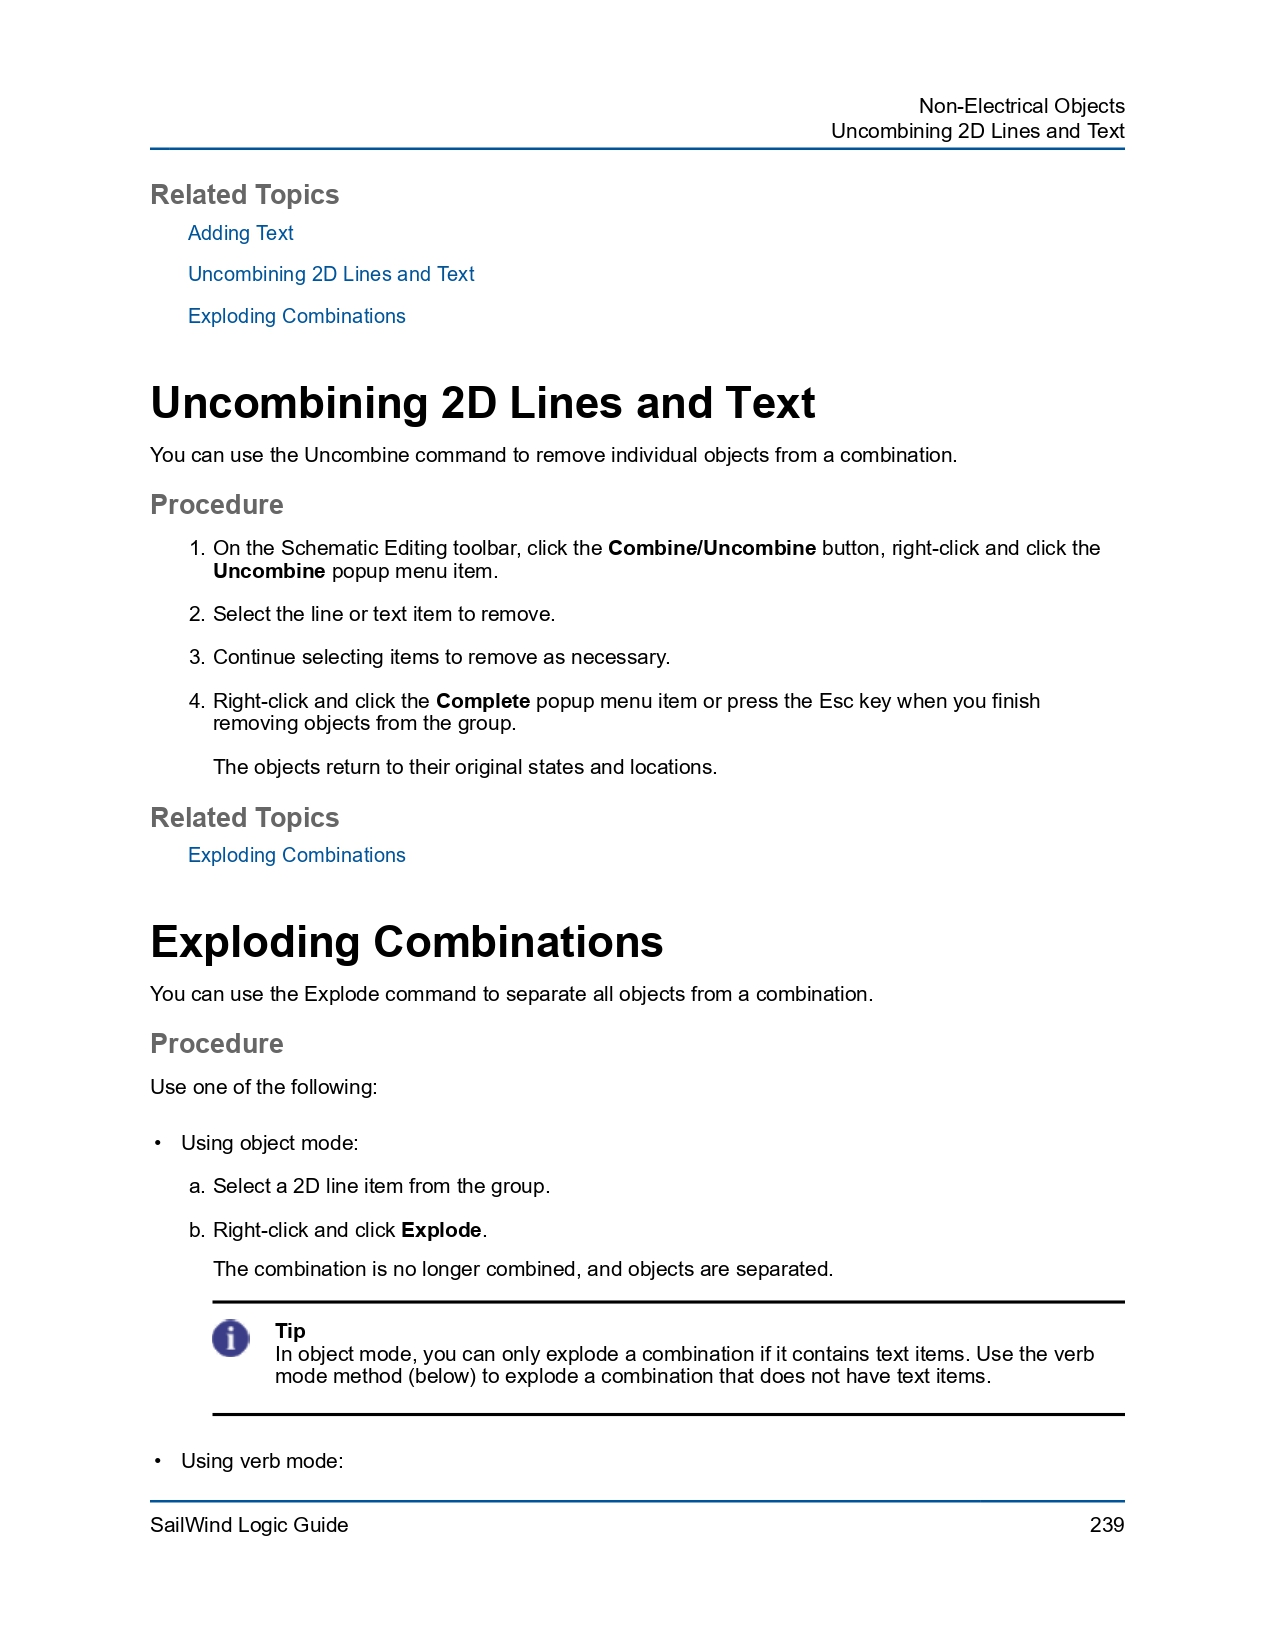 Non-Electrical Objects
Uncombining 2D Lines and Text
Related Topics
Adding Text
Uncombining 2D Lines and Text
Exploding Combinations
Uncombining 2D Lines and Text
You can use the Uncombine command to remove individual objects from a combination.
Procedure
1. On the Schematic Editing toolbar, click the Combine/Uncombine button, right-click and click the
Uncombine popup menu item.
2. Select the line or text item to remove.
3. Continue selecting items to remove as necessary.
4. Right-click and click the Complete popup menu item or press the Esc key when you finish
removing objects from the group.
The objects return to their original states and locations.
Related Topics
Exploding Combinations
Exploding Combinations
You can use the Explode command to separate all objects from a combination.
Procedure
Use one of the following:
• Using object mode:
a. Select a 2D line item from the group.
b. Right-click and click Explode.
The combination is no longer combined, and objects are separated.
Tip
In object mode, you can only explode a combination if it contains text items. Use the verb
mode method (below) to explode a combination that does not have text items.
• Using verb mode:
SailWind Logic Guide 239